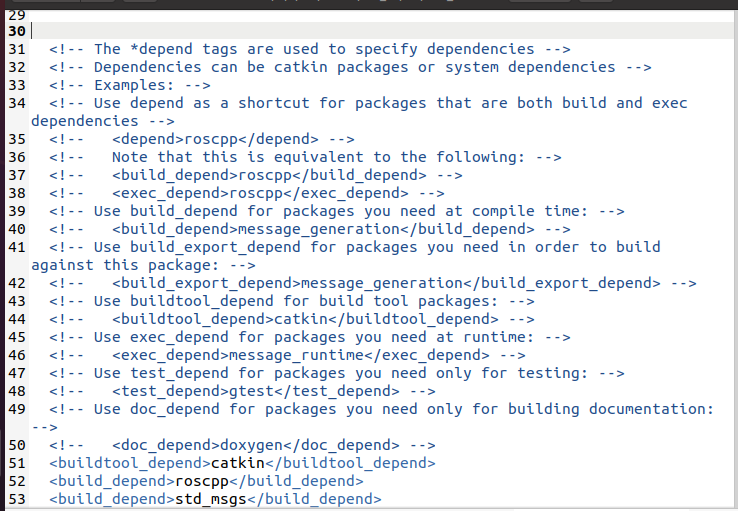 29
30
31   <!-- The *depend tags are used to specify dependencies -->
32   <!-- Dependencies can be catkin packages or system dependencies -->
33   <!-- Examples: -->
34   <!-- Use depend as a shortcut for packages that are both build and exec
dependencies -->
35   <!--   <depend>roscpp</depend> -->
36   <!--   Note that this is equivalent to the following: -->
37   <!--   <build_depend>roscpp</build_depend> -->
38   <!--   <exec_depend>roscpp</exec_depend> -->
39   <!-- Use build_depend for packages you need at compile time: -->
40   <!--   <build_depend>message_generation</build_depend> -->
41   <!-- Use build_export_depend for packages you need in order to build
against this package: -->
42   <!--   <build_export_depend>message_generation</build_export_depend> -->
43   <!-- Use buildtool_depend for build tool packages: -->
44   <!--   <buildtool_depend>catkin</buildtool_depend> -->
45   <!-- Use exec_depend for packages you need at runtime: -->
46   <!--   <exec_depend>message_runtime</exec_depend> -->
47   <!-- Use test_depend for packages you need only for testing: -->
48   <!--   <test_depend>gtest</test_depend> -->
49   <!-- Use doc_depend for packages you need only for building documentation:
-->
50   <!--   <doc_depend>doxygen</doc_depend> -->
51   <buildtool_depend>catkin</buildtool_depend>
52   <build_depend>roscpp</build_depend>
53   <build_depend>std_msgs</build_depend>